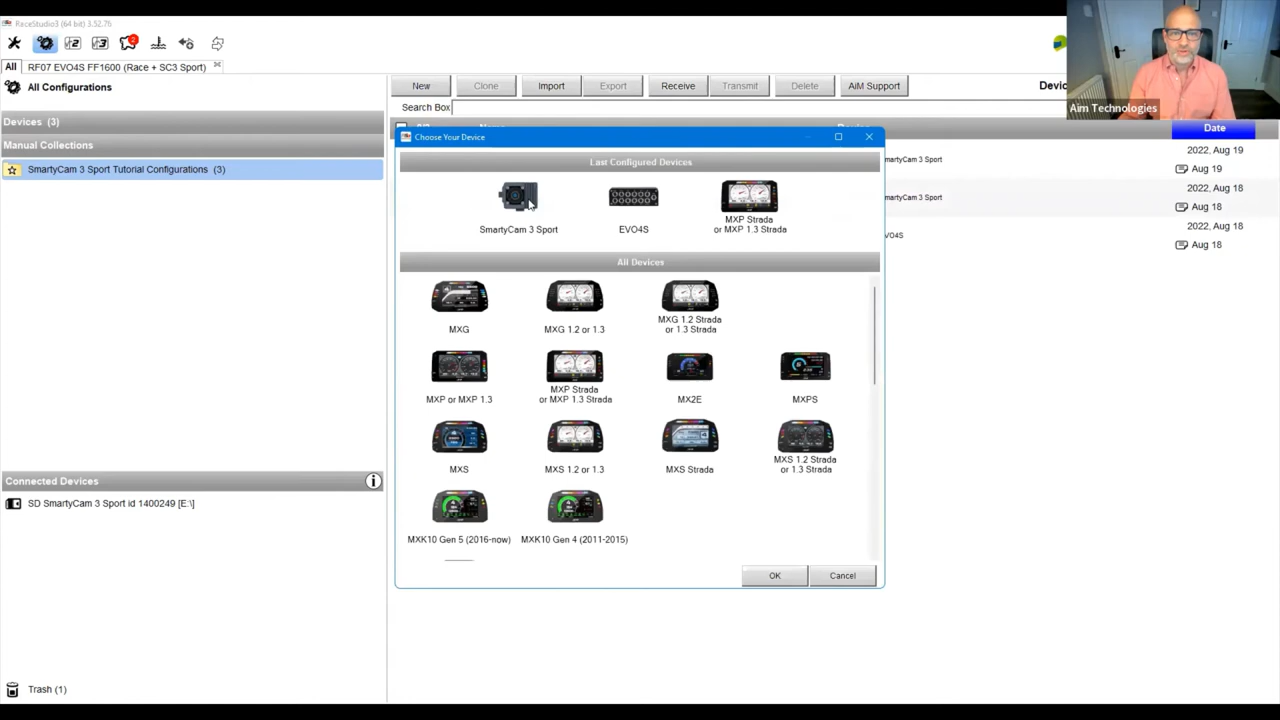 RaceStudio3 (64 bit) 3.52.76
2
3
2
All
RF07 EVO4S FF1600 (Race + SC3 Sport)
All Configurations
Devices (3)
Manual Collections
SmartyCam 3 Sport Tutorial Configurations (3)
Connected Devices
SD SmartyCam 3 Sport id 1400249 [E:\]
Trash (1)
New
Clone
Import
Export
Receive
Transmit
Delete
AiM Support
Search Box
Aim Technologies
Date
martyCam 3 Sport
2022, Aug 19
Aug 19
martyCam 3 Sport
2022, Aug 18
Aug 18
VO4S
2022, Aug 18
Aug 18
Choose Your Device
Last Configured Devices
SmartyCam 3 Sport
EVO4S
MXP Strada
or MXP 1.3 Strada
All Devices
MXG
MXG 1.2 or 1.3
MXG 1.2 Strada
or 1.3 Strada
MXP or MXP 1.3
MXP Strada
or MXP 1.3 Strada
MX2E
MXPS
MXS
MXS 1.2 or 1.3
MXS Strada
MXS 1.2 Strada
or 1.3 Strada
MXK10 Gen 5 (2016-now)
MXK10 Gen 4 (2011-2015)
OK
Cancel